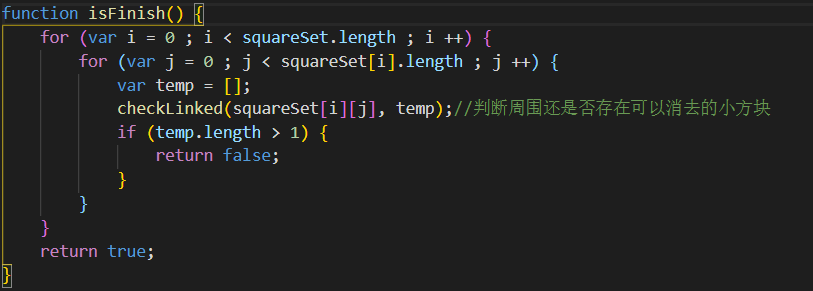 function isFinish() {
    for (var i = 0 ; i < squareSet.length ; i ++) {
        for (var j = 0 ; j < squareSet[i].length ; j ++) {
            var temp = [];
            checkLinked(squareSet[i][j], temp);//判断周围还是否存在可以消去的小方块
            if (temp.length > 1) {
                return false;
            }
        }
    }
    return true;
}